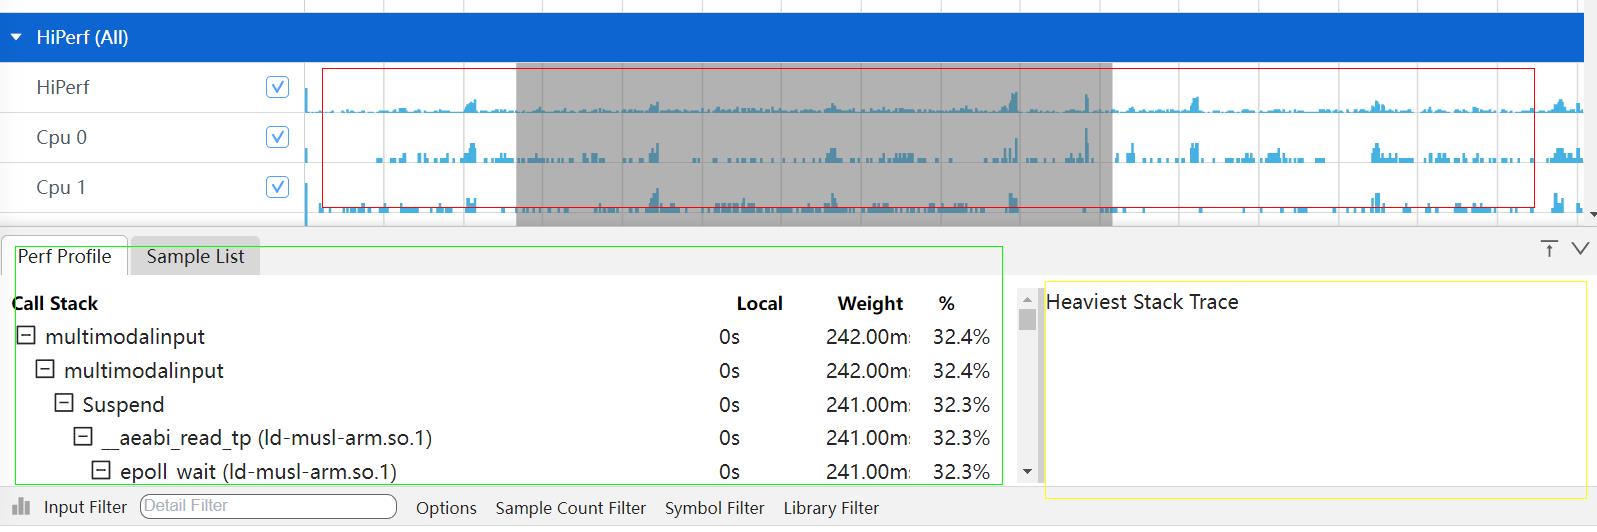 HiPerf (All)
HiPerf
Cpu 0
Cpu 1
Perf Profile Sample List
Call Stack Local Weight % Heaviest Stack Trace
multimodalinput 0s 242.00m 32.4%
multimodalinput 0s 242.00m 32.4%
Suspend 0s 241.00m 32.3%
__aeabi_read_tp (ld-musl-arm.so.1) 0s 241.00m 32.3%
epoll_wait (ld-musl-arm.so.1) 0s 241.00m 32.3%
Input Filter Detail Filter Options Sample Count Filter Symbol Filter Library Filter